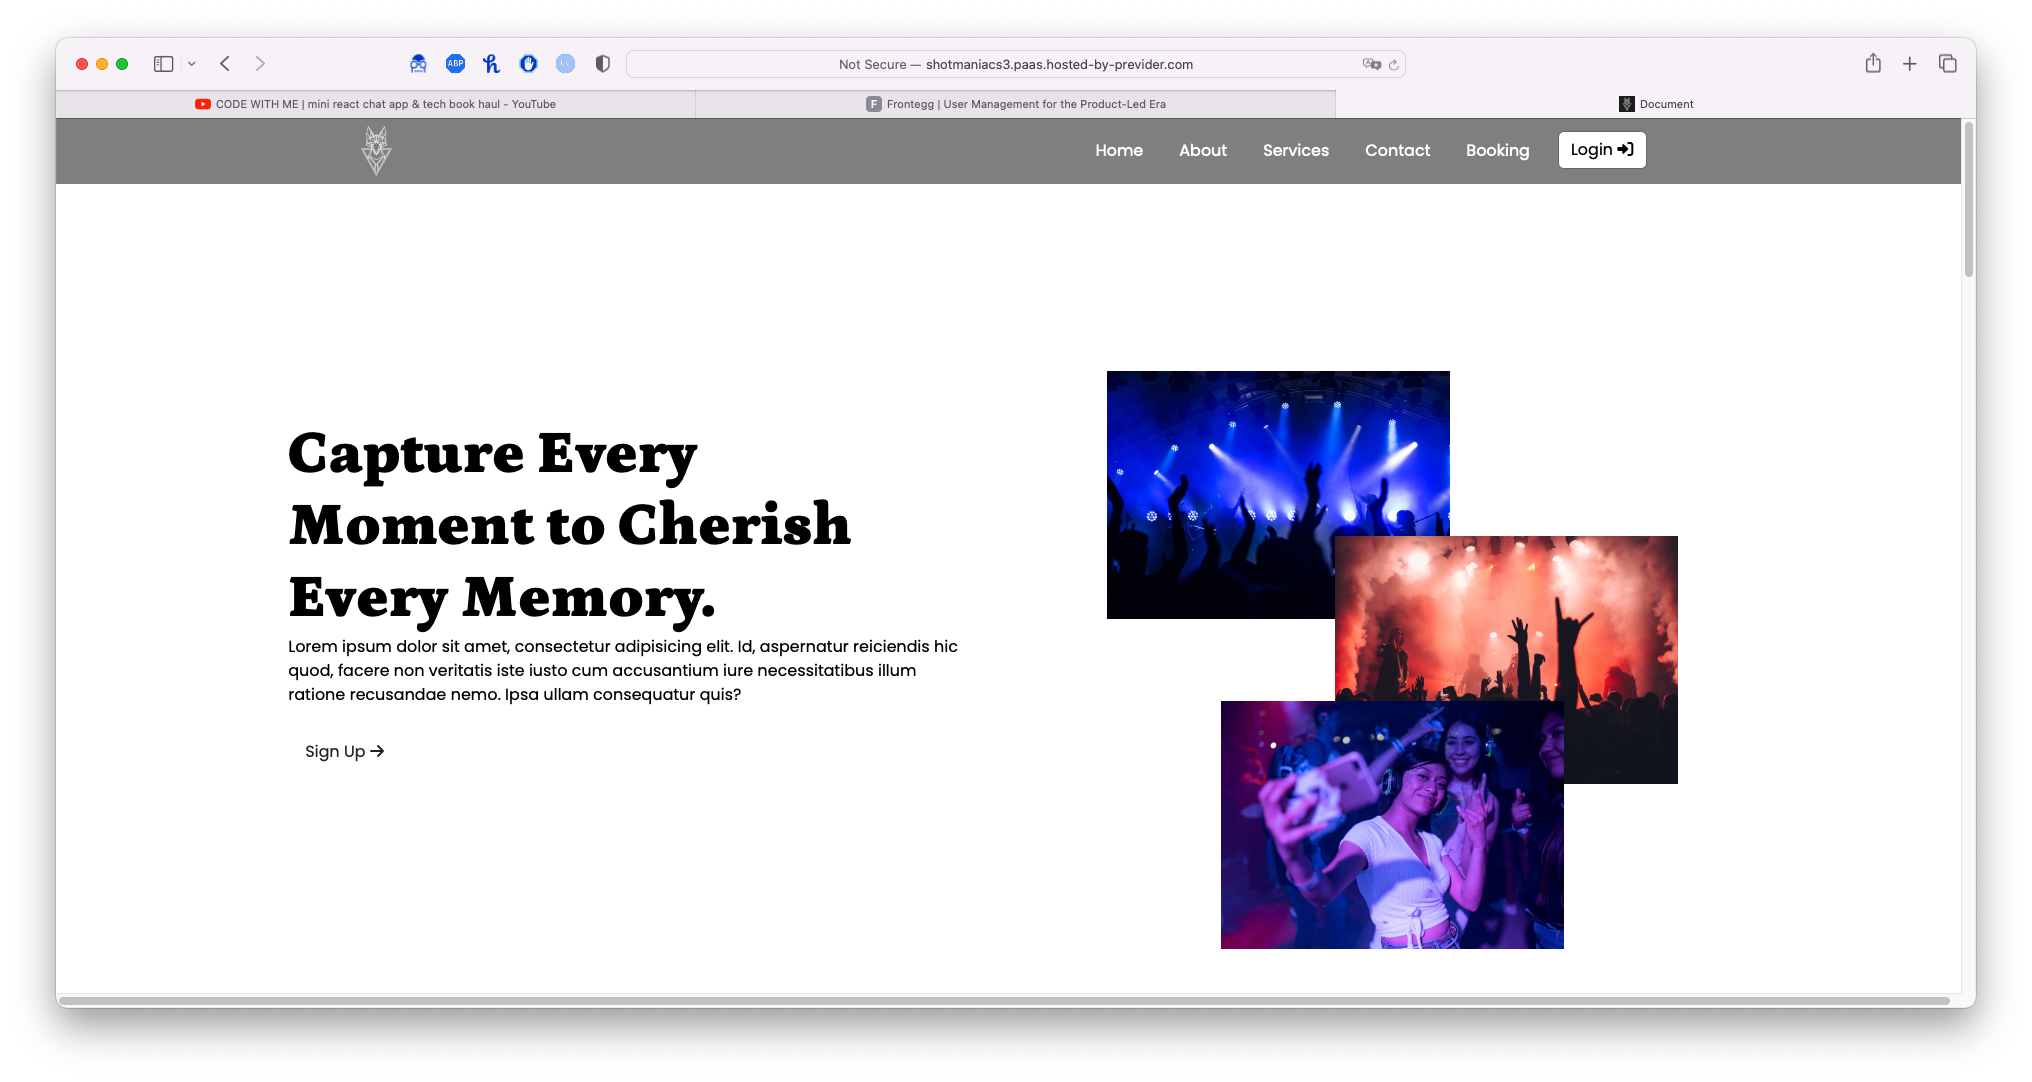 ABP
Not Secure — shotmaniacs3.paas.hosted-by-previder.com
CODE WITH ME | mini react chat app & tech book haul - YouTube
F Frontegg | User Management for the Product-Led Era
Document
Home
About
Services
Contact
Booking
Login
Capture Every
Moment to Cherish
Every Memory.
Lorem ipsum dolor sit amet, consectetur adipisicing elit. Id, aspernatur reiciendis hic
quod, facere non veritatis iste iusto cum accusantium iure necessitatibus illum
ratione recusandae nemo. Ipsa ullam consequatur quis?
Sign Up